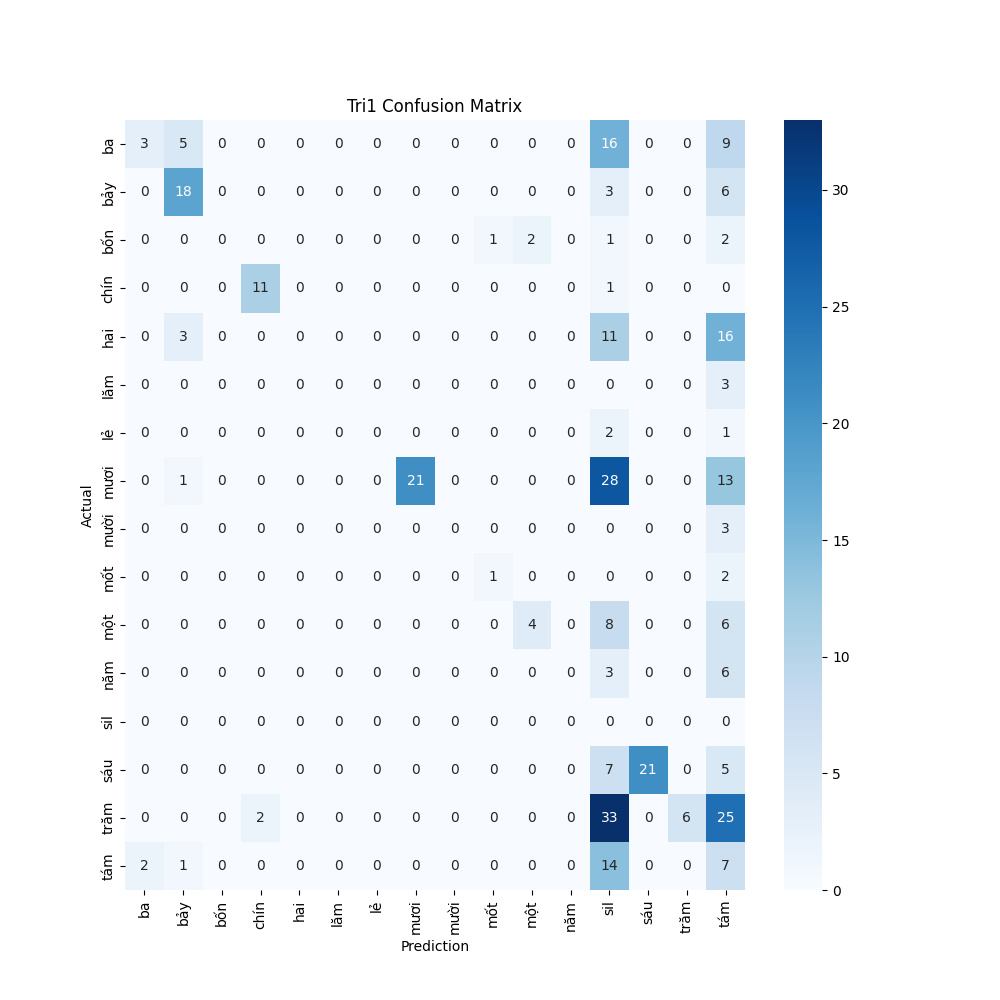 Tri1 Confusion Matrix
ba 3 5 0 0 0 0 0 0 0 0 0 0 16 0 0 9
bảy 0 18 0 0 0 0 0 0 0 0 0 0 3 0 0 6
bốn 0 0 0 0 0 0 0 0 0 1 2 0 1 0 0 2
chín 0 0 0 11 0 0 0 0 0 0 0 0 1 0 0 0
hai 0 3 0 0 0 0 0 0 0 0 0 0 11 0 0 16
lăm 0 0 0 0 0 0 0 0 0 0 0 0 0 0 0 3
lẻ 0 0 0 0 0 0 0 0 0 0 0 0 2 0 0 1
mươi 0 1 0 0 0 0 0 21 0 0 0 0 28 0 0 13
mười 0 0 0 0 0 0 0 0 0 0 0 0 0 0 0 3
mốt 0 0 0 0 0 0 0 0 0 1 0 0 0 0 0 2
một 0 0 0 0 0 0 0 0 0 0 4 0 8 0 0 6
năm 0 0 0 0 0 0 0 0 0 0 0 0 3 0 0 6
sil 0 0 0 0 0 0 0 0 0 0 0 0 0 0 0 0
sáu 0 0 0 0 0 0 0 0 0 0 0 0 7 21 0 5
trăm 0 0 0 2 0 0 0 0 0 0 0 0 33 0 6 25
tám 2 1 0 0 0 0 0 0 0 0 0 0 14 0 0 7
ba bảy bốn chín hai lăm lẻ mươi mười mốt một năm sil sáu trăm tám
Prediction
Actual
30
25
20
15
10
5
0